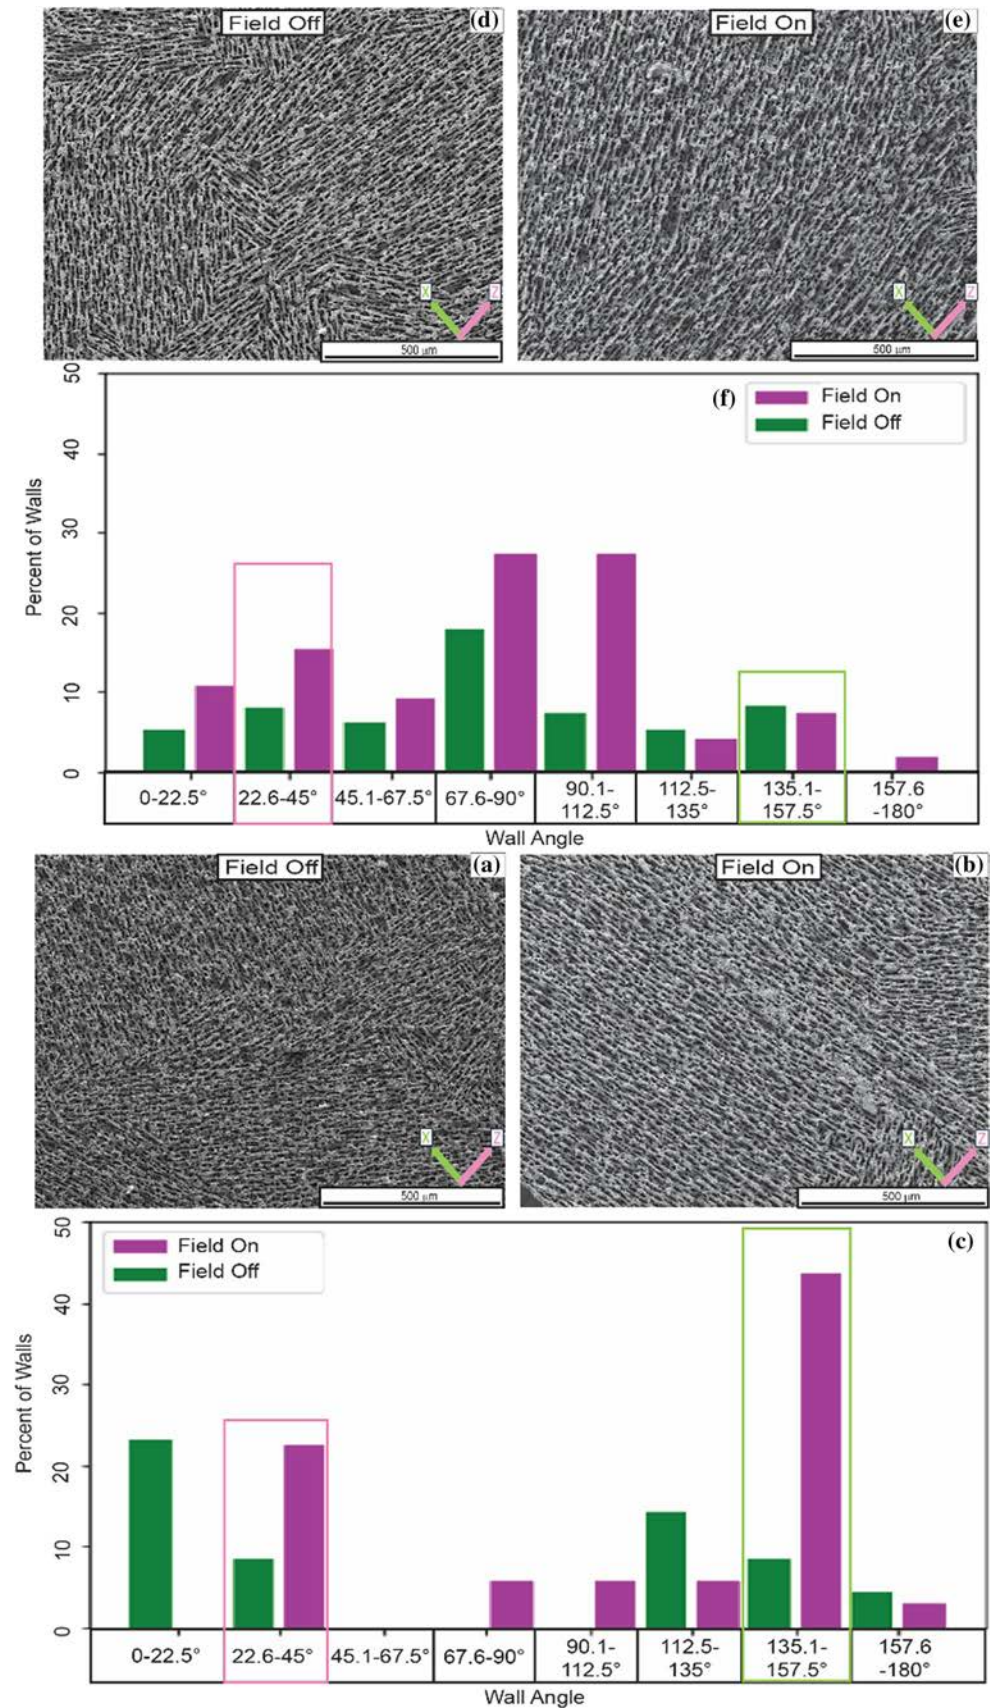 Field Off
(d)
Field On
(e)
X
Z
500 µm
X
Z
500 µm
50
40
30
20
10
0
Percent of Walls
(f)
Field On
Field Off
0-22.5°
22.6-45°
45.1-67.5°
67.6-90°
90.1-
112.5°
112.5-
135°
135.1-
157.5°
157.6
-180°
Wall Angle
Field Off
(a)
Field On
(b)
X
Z
500 µm
X
Z
500 µm
50
40
30
20
10
0
Percent of Walls
Field On
Field Off
(c)
0-22.5°
22.6-45°
45.1-67.5°
67.6-90°
90.1-
112.5°
112.5-
135°
135.1-
157.5°
157.6
-180°
Wall Angle